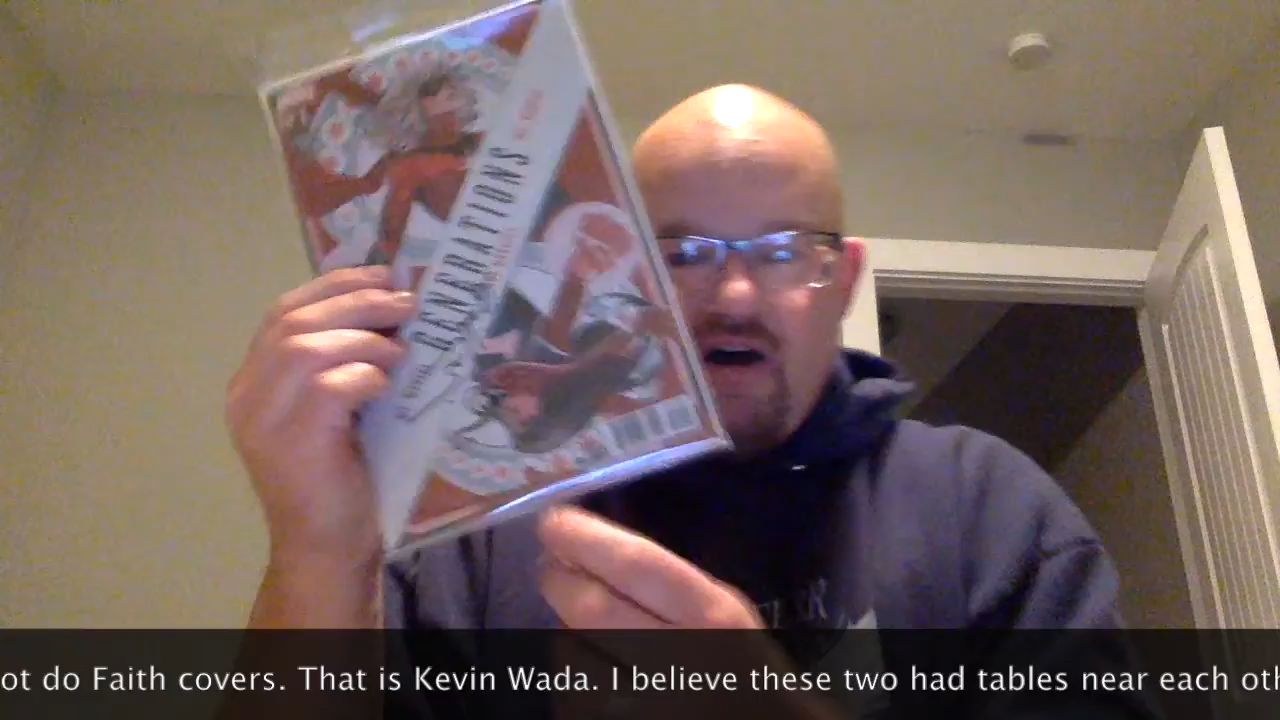 GENERATIONS
ot do Faith covers. That is Kevin Wada. I believe these two had tables near each oth